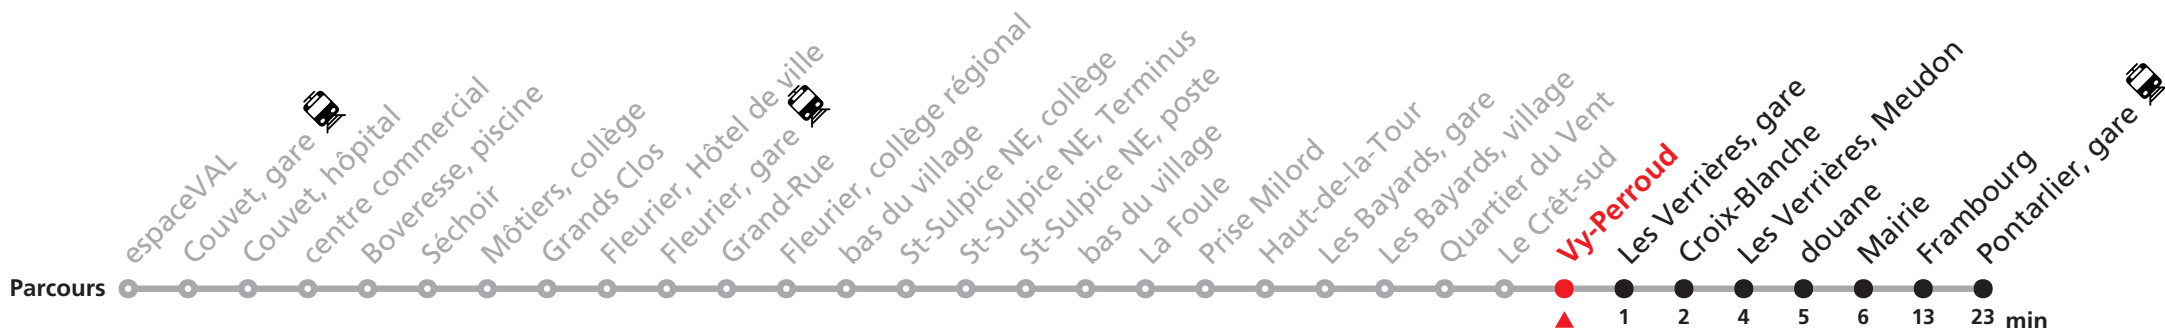 espaceVAL
Couvet, gare
Couvet, hôpital
centre commercial
Boveresse, piscine
Séchoir
Môtiers, collège
Grands Clos
Fleurier, Hôtel de ville
Fleurier, gare
Grand-Rue
Fleurier, collège régional
bas du village
St-Sulpice NE, collège
St-Sulpice NE, Terminus
St-Sulpice NE, poste
bas du village
La Foule
Prise Milord
Haut-de-la-Tour
Les Bayards, gare
Les Bayards, village
Quartier du Vent
Le Crêt-sud
Vy-Perroud
Les Verrières, gare
Croix-Blanche
Les Verrières, Meudon
douane
Mairie
Frambourg
Pontarlier, gare
Parcours
1 2 4 5 6 13 23 min